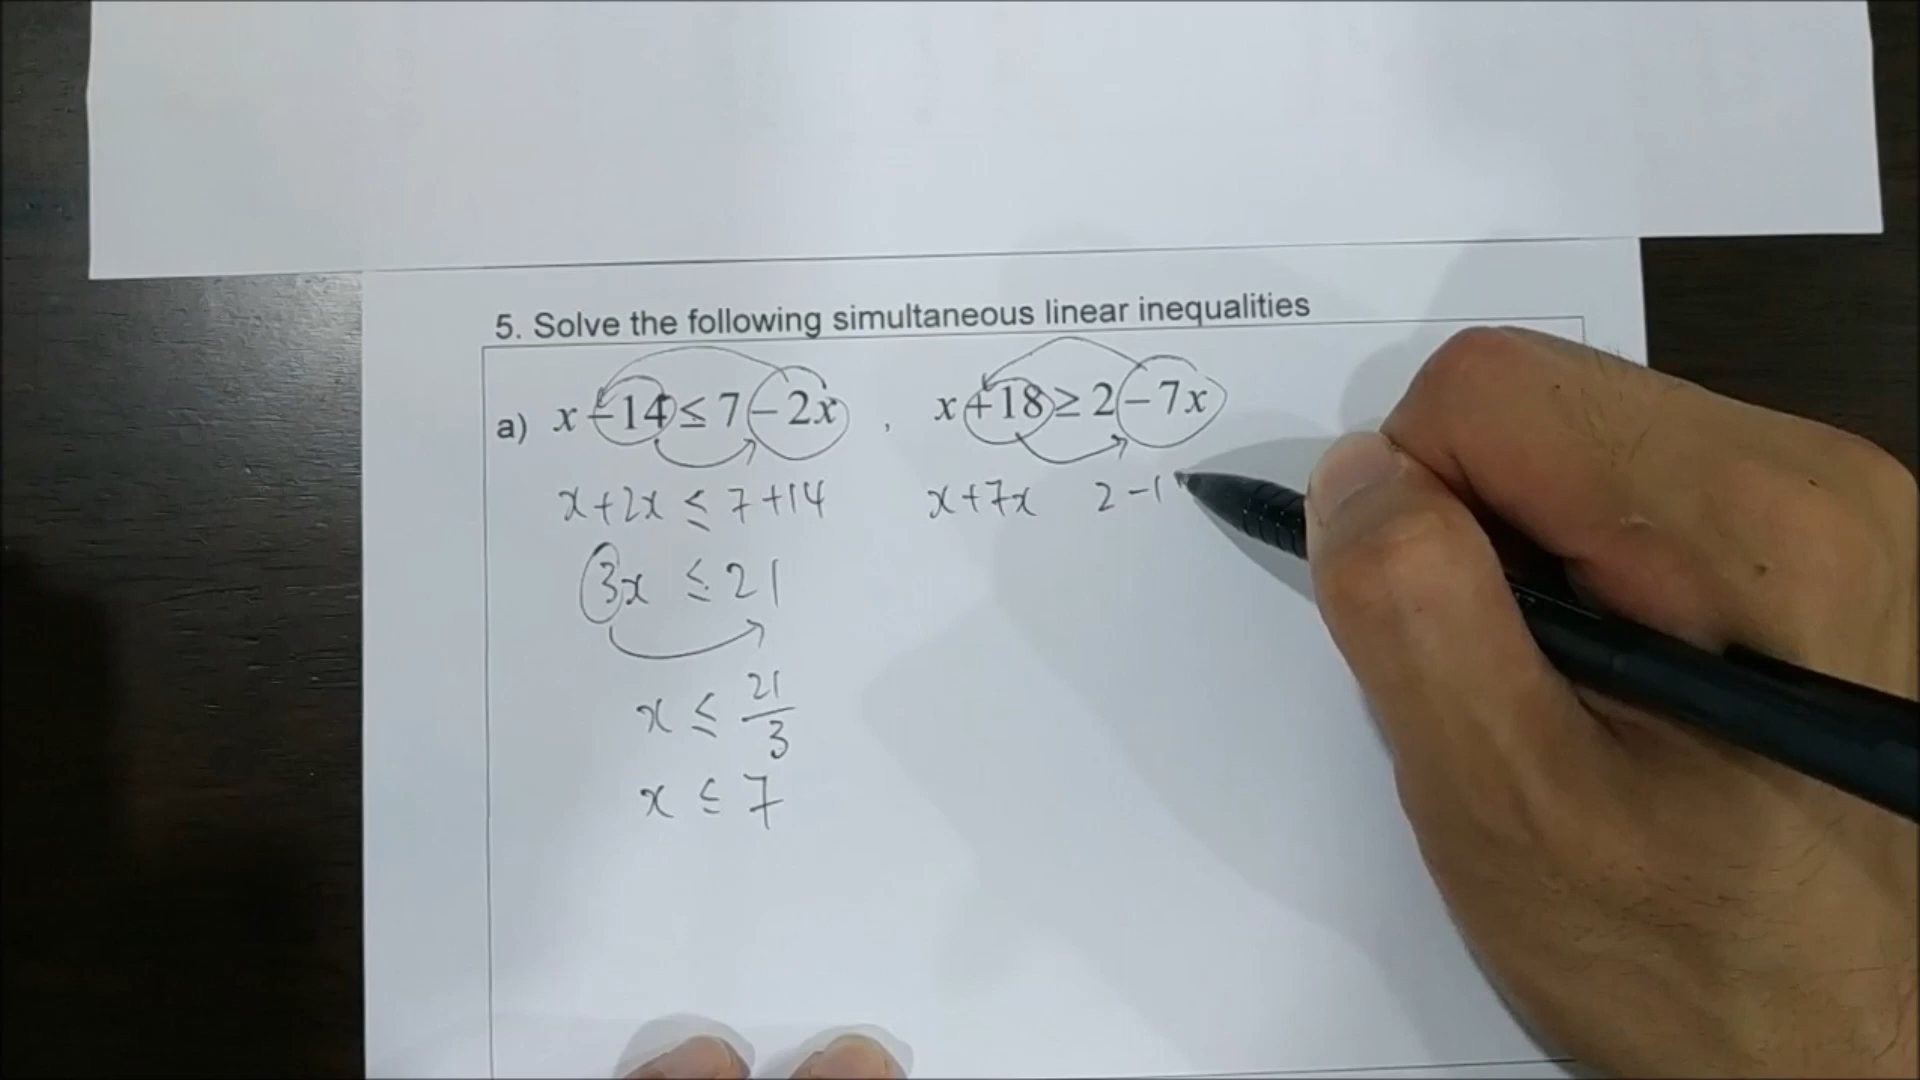 5. Solve the following simultaneous linear inequalities
a) x −14 ≤ 7 − 2x , x +18 ≥ 2 − 7x
x+2x ≤ 7+14
x+7x 2-1
3x ≤ 21
x ≤ 21/3
x ≤ 7